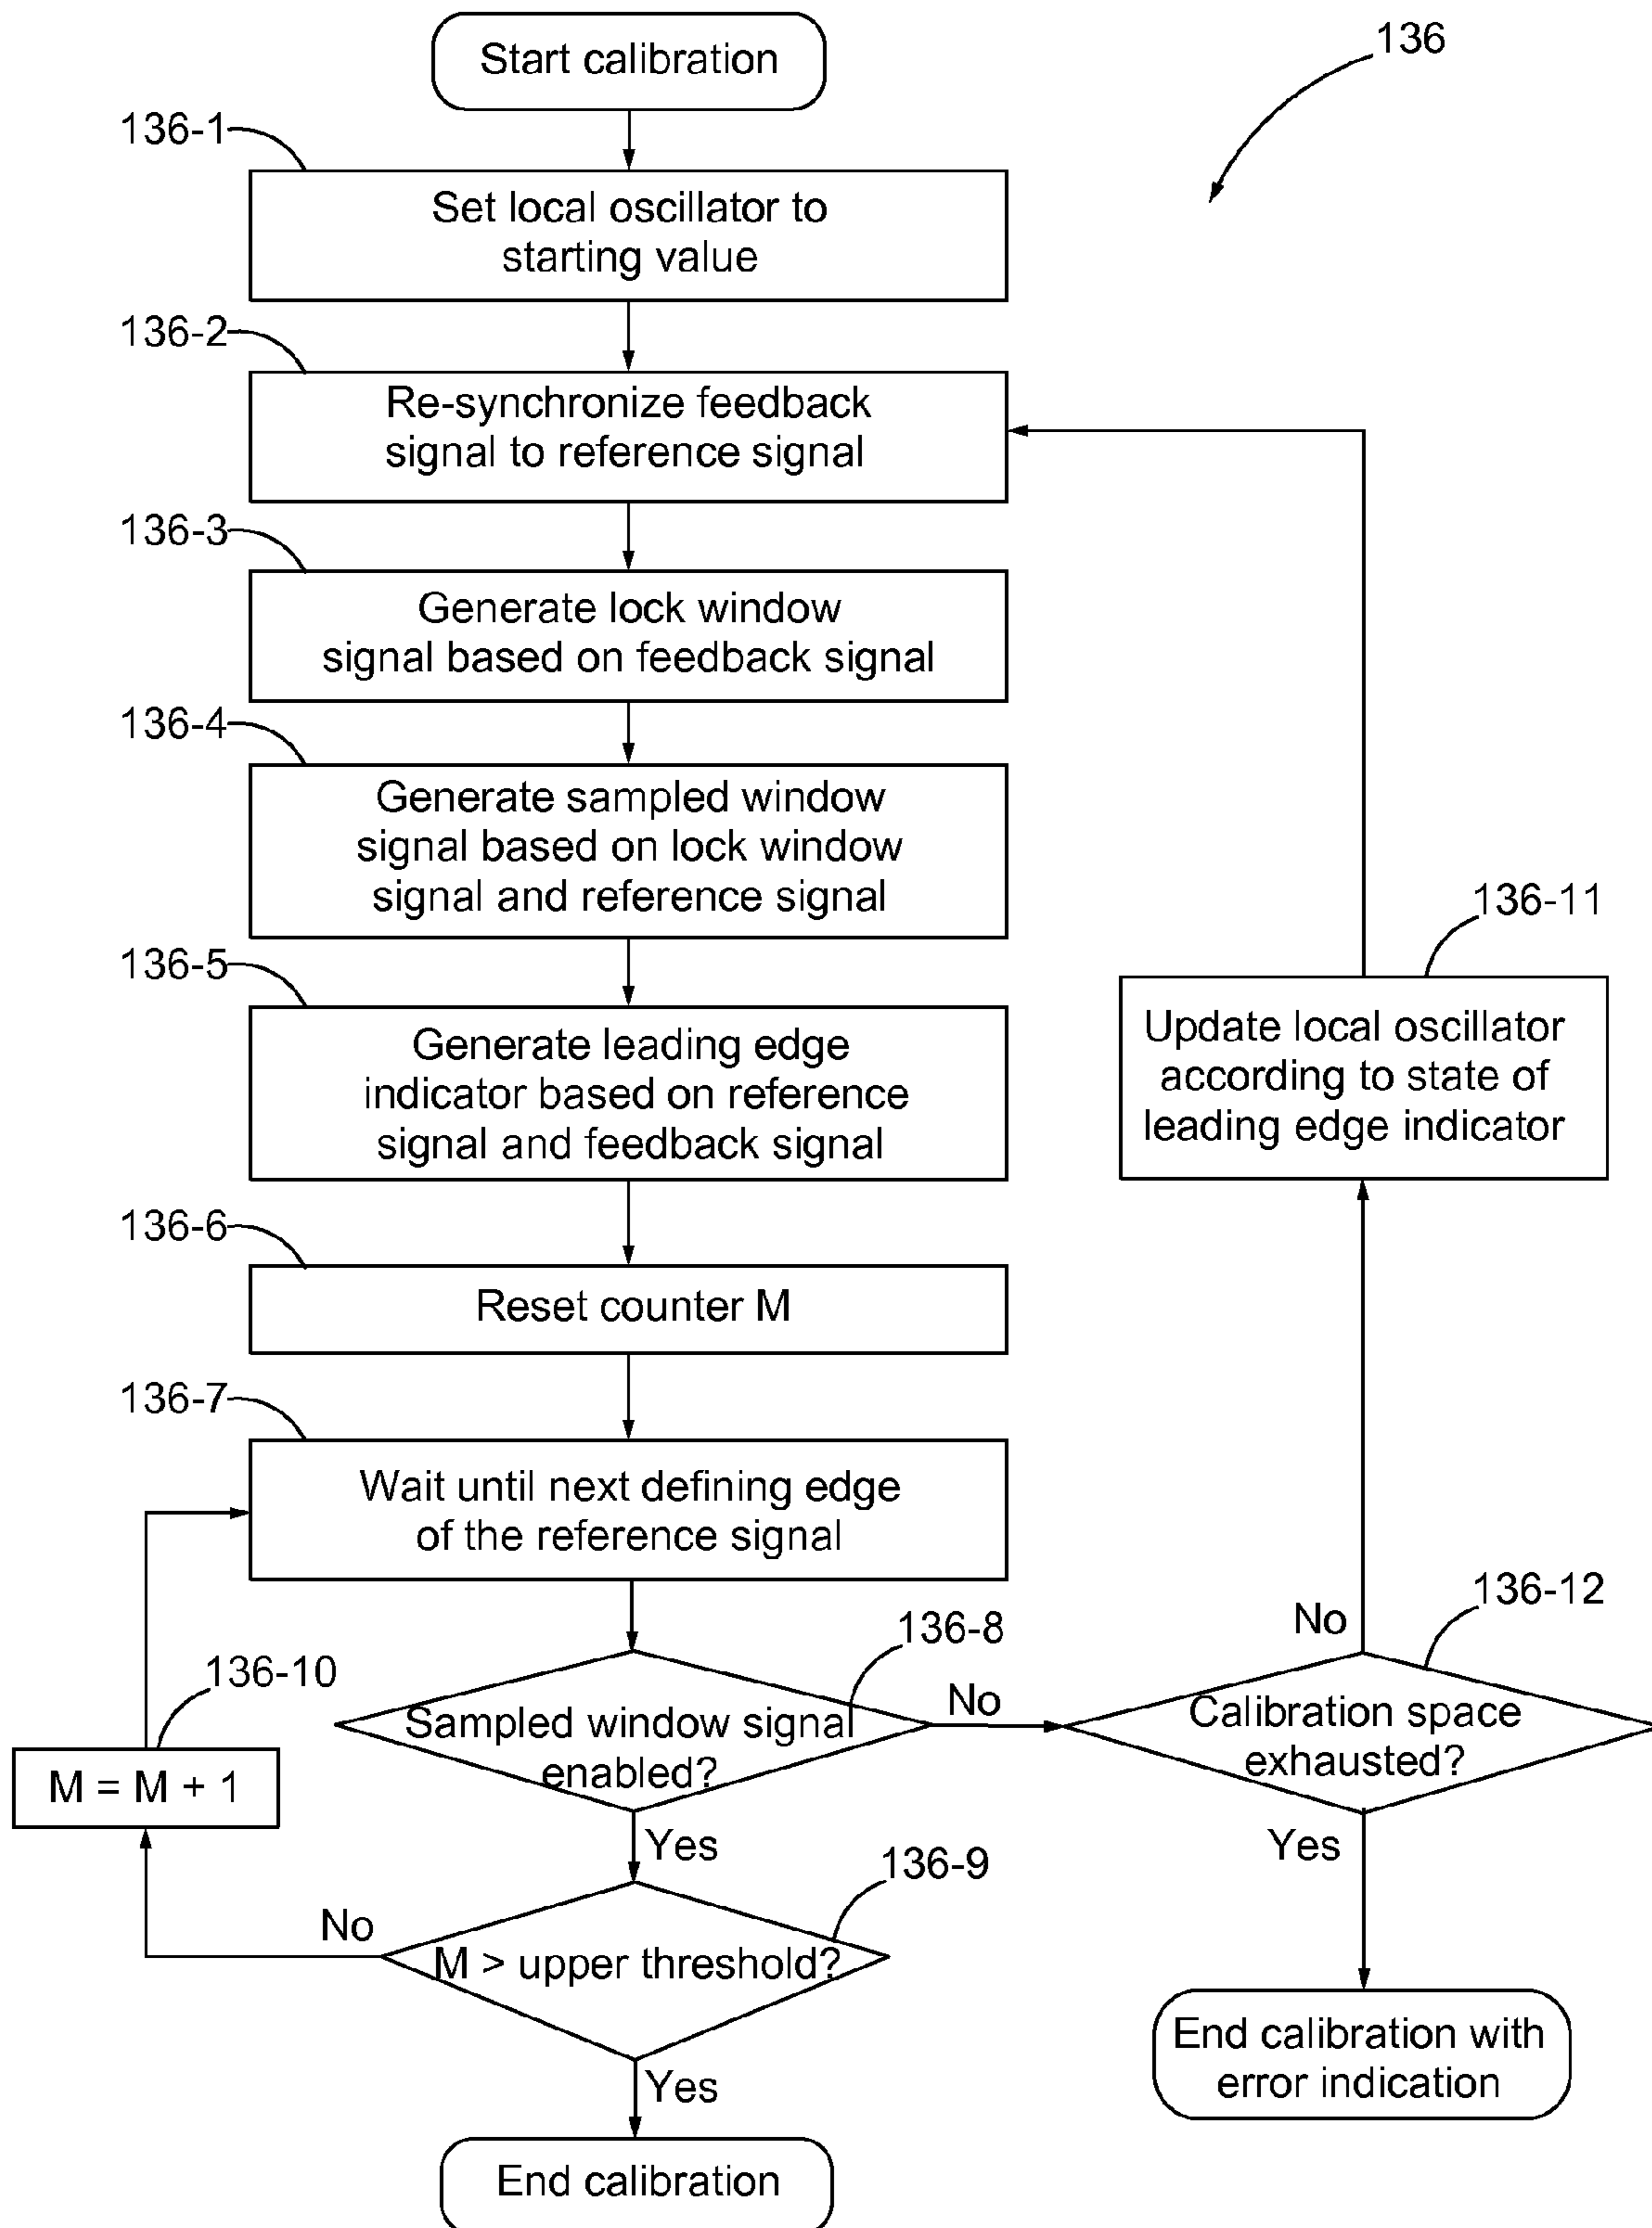 Start calibration
136
136-1
Set local oscillator to
starting value
136-2
Re-synchronize feedback
signal to reference signal
136-3
Generate lock window
signal based on feedback signal
136-4
Generate sampled window
signal based on lock window
signal and reference signal
136-5
Generate leading edge
indicator based on reference
signal and feedback signal
136-11
Update local oscillator
according to state of
leading edge indicator
136-6
Reset counter M
136-7
Wait until next defining edge
of the reference signal
136-8
Sampled window signal
enabled?
No
136-12
No
Calibration space
exhausted?
136-10
M = M + 1
Yes
Yes
136-9
No
M > upper threshold?
End calibration with
error indication
Yes
End calibration